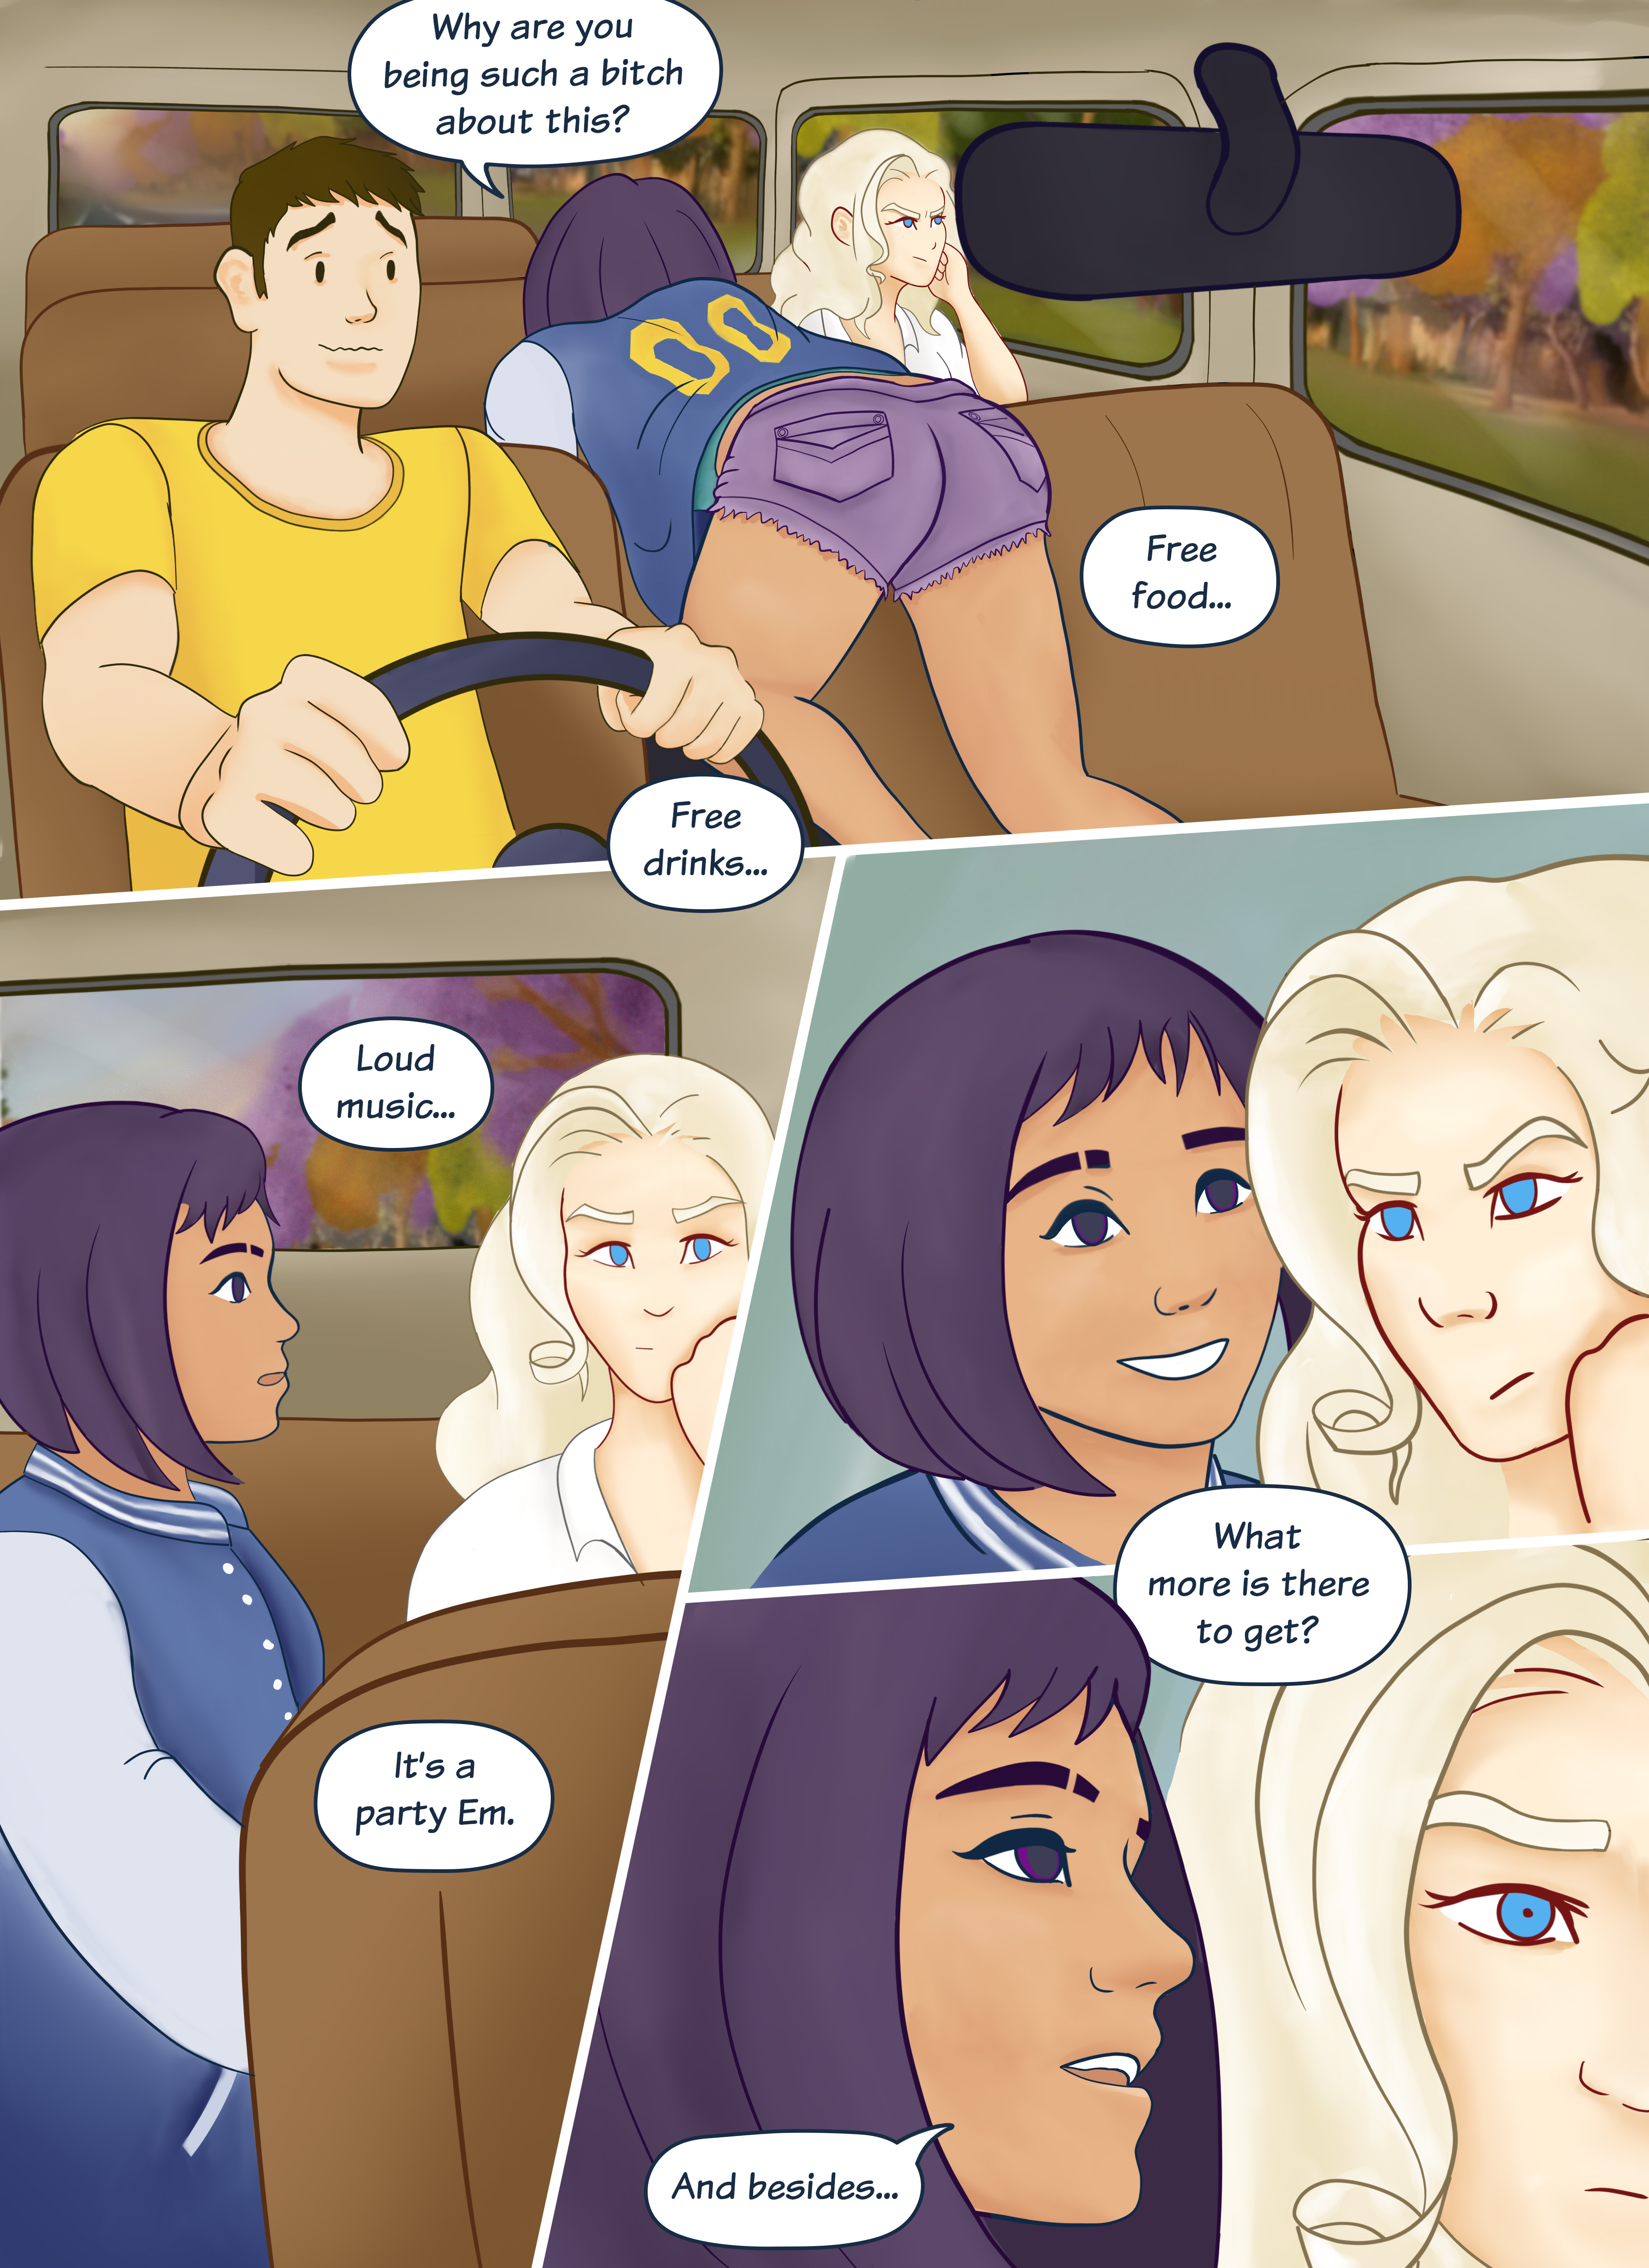 Why are you
being such a bitch
about this?
00
Free
food...
Free
drinks...
Loud
music...
It's a
party Em.
What
more is there
to get?
And besides...